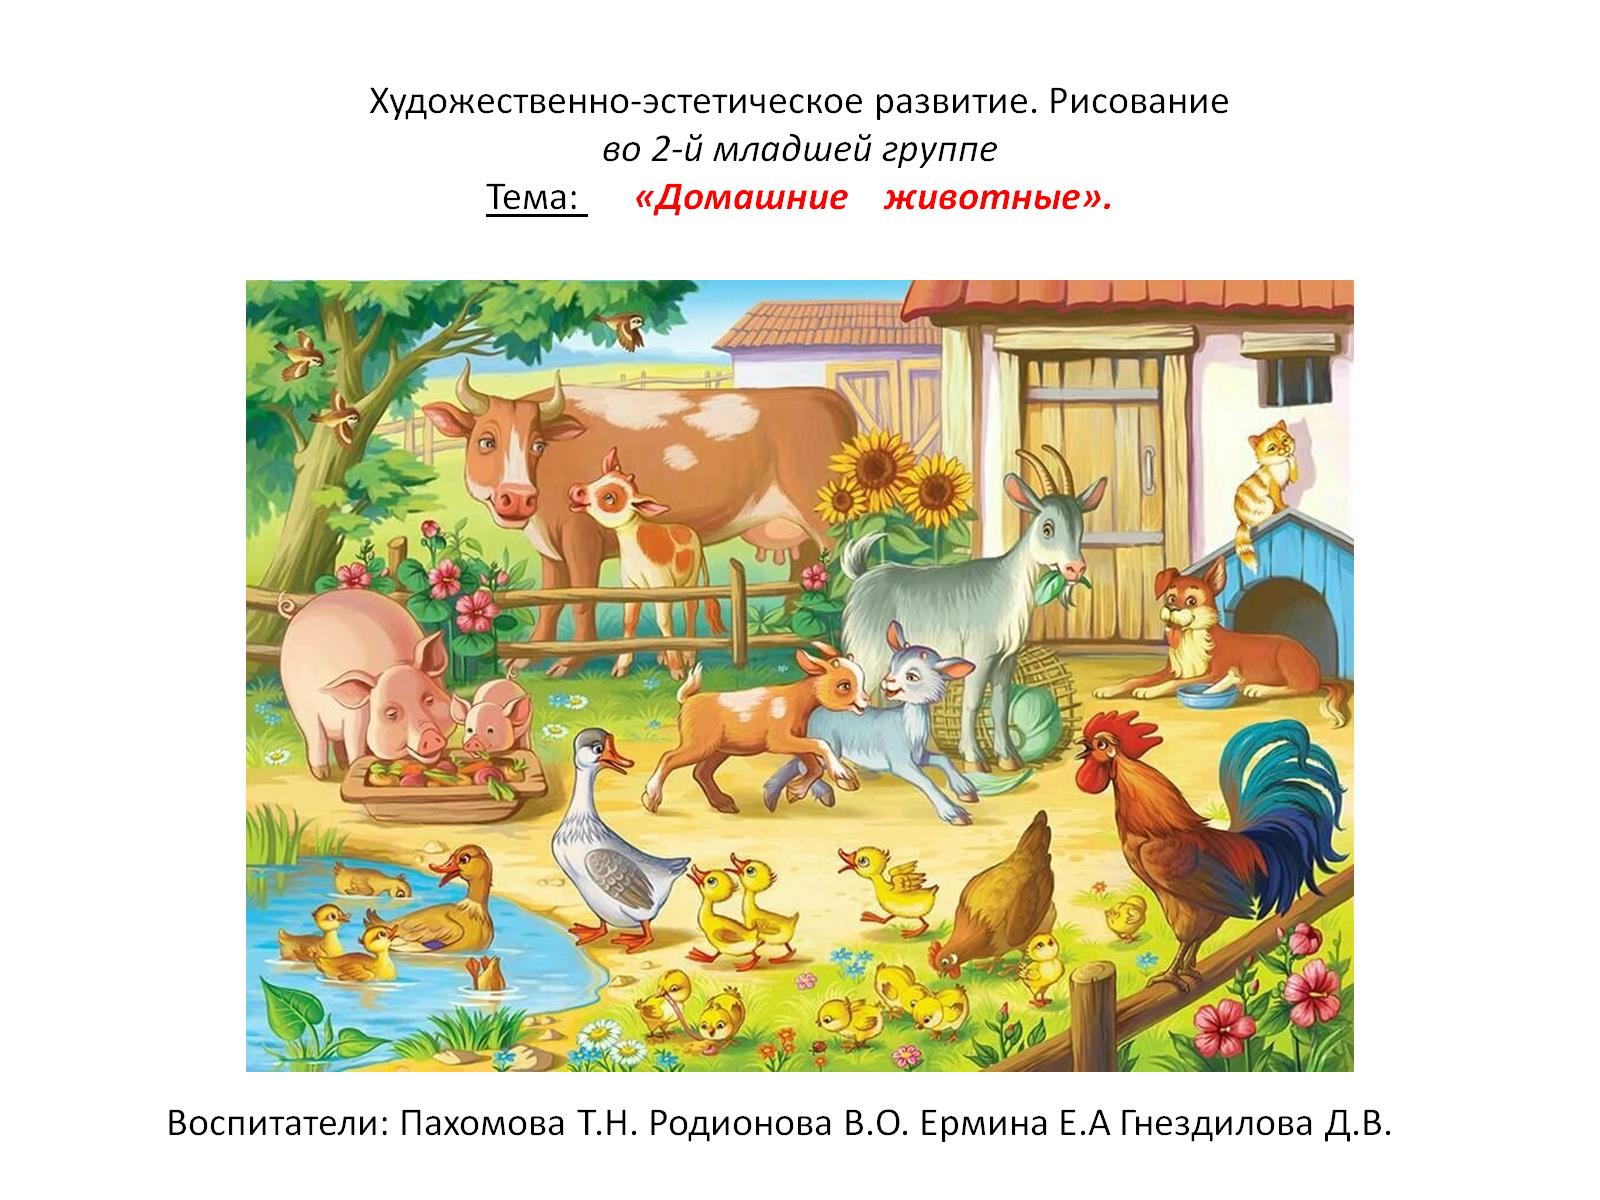 Художественно-эстетическое развитие. Рисование
во 2-й младшей группе
Тема: «Домашние животные».
Воспитатели: Пахомова Т.Н. Родионова В.О. Ермина Е.А Гнездилова Д.В.